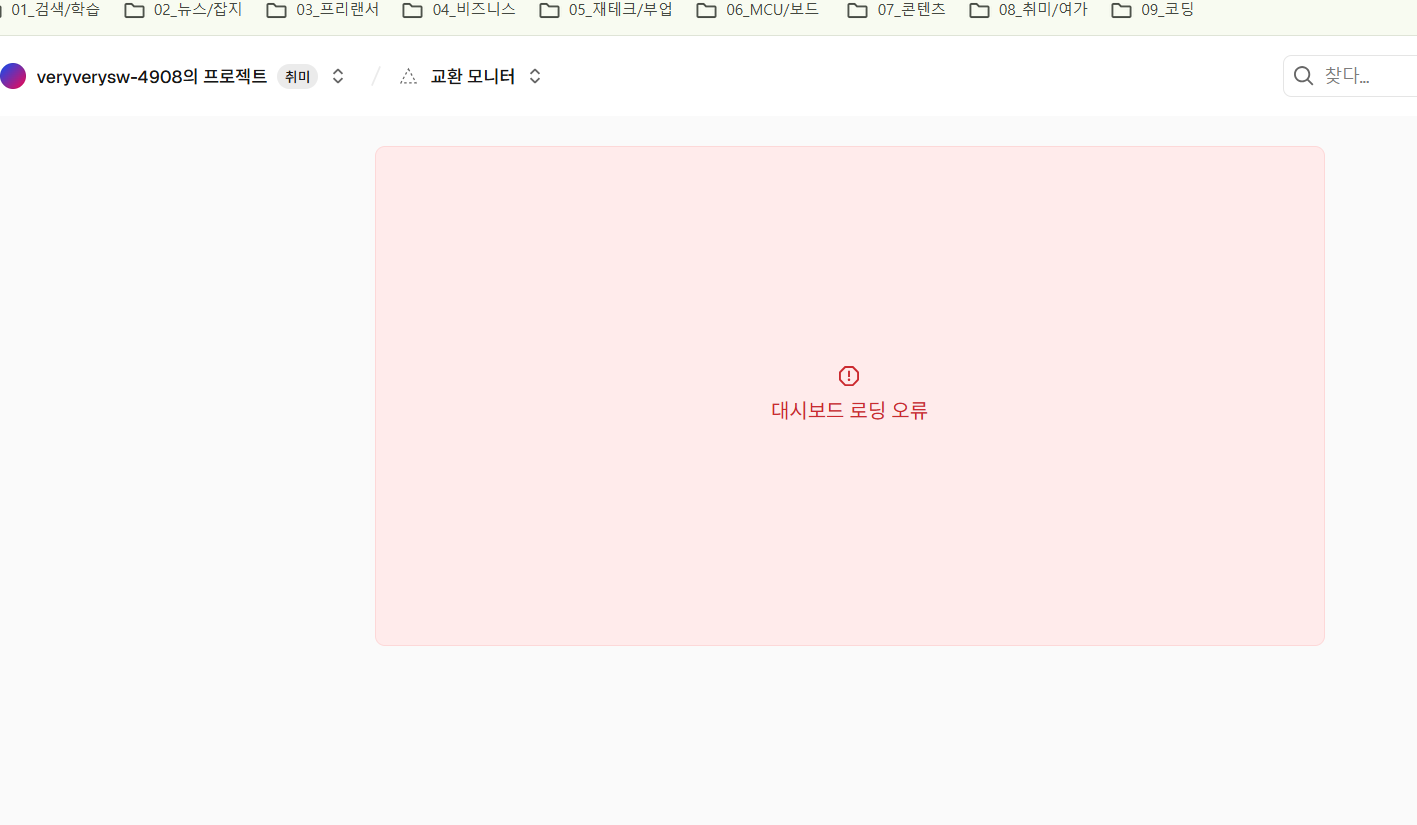 01_검색/학습 02_뉴스/잡지 03_프리랜서 04_비즈니스 05_재테크/부업 06_MCU/보드 07_콘텐츠 08_취미/여가 09_코딩
veryverysw-4908의 프로젝트 취미 / 교환 모니터 찾다...
대시보드 로딩 오류